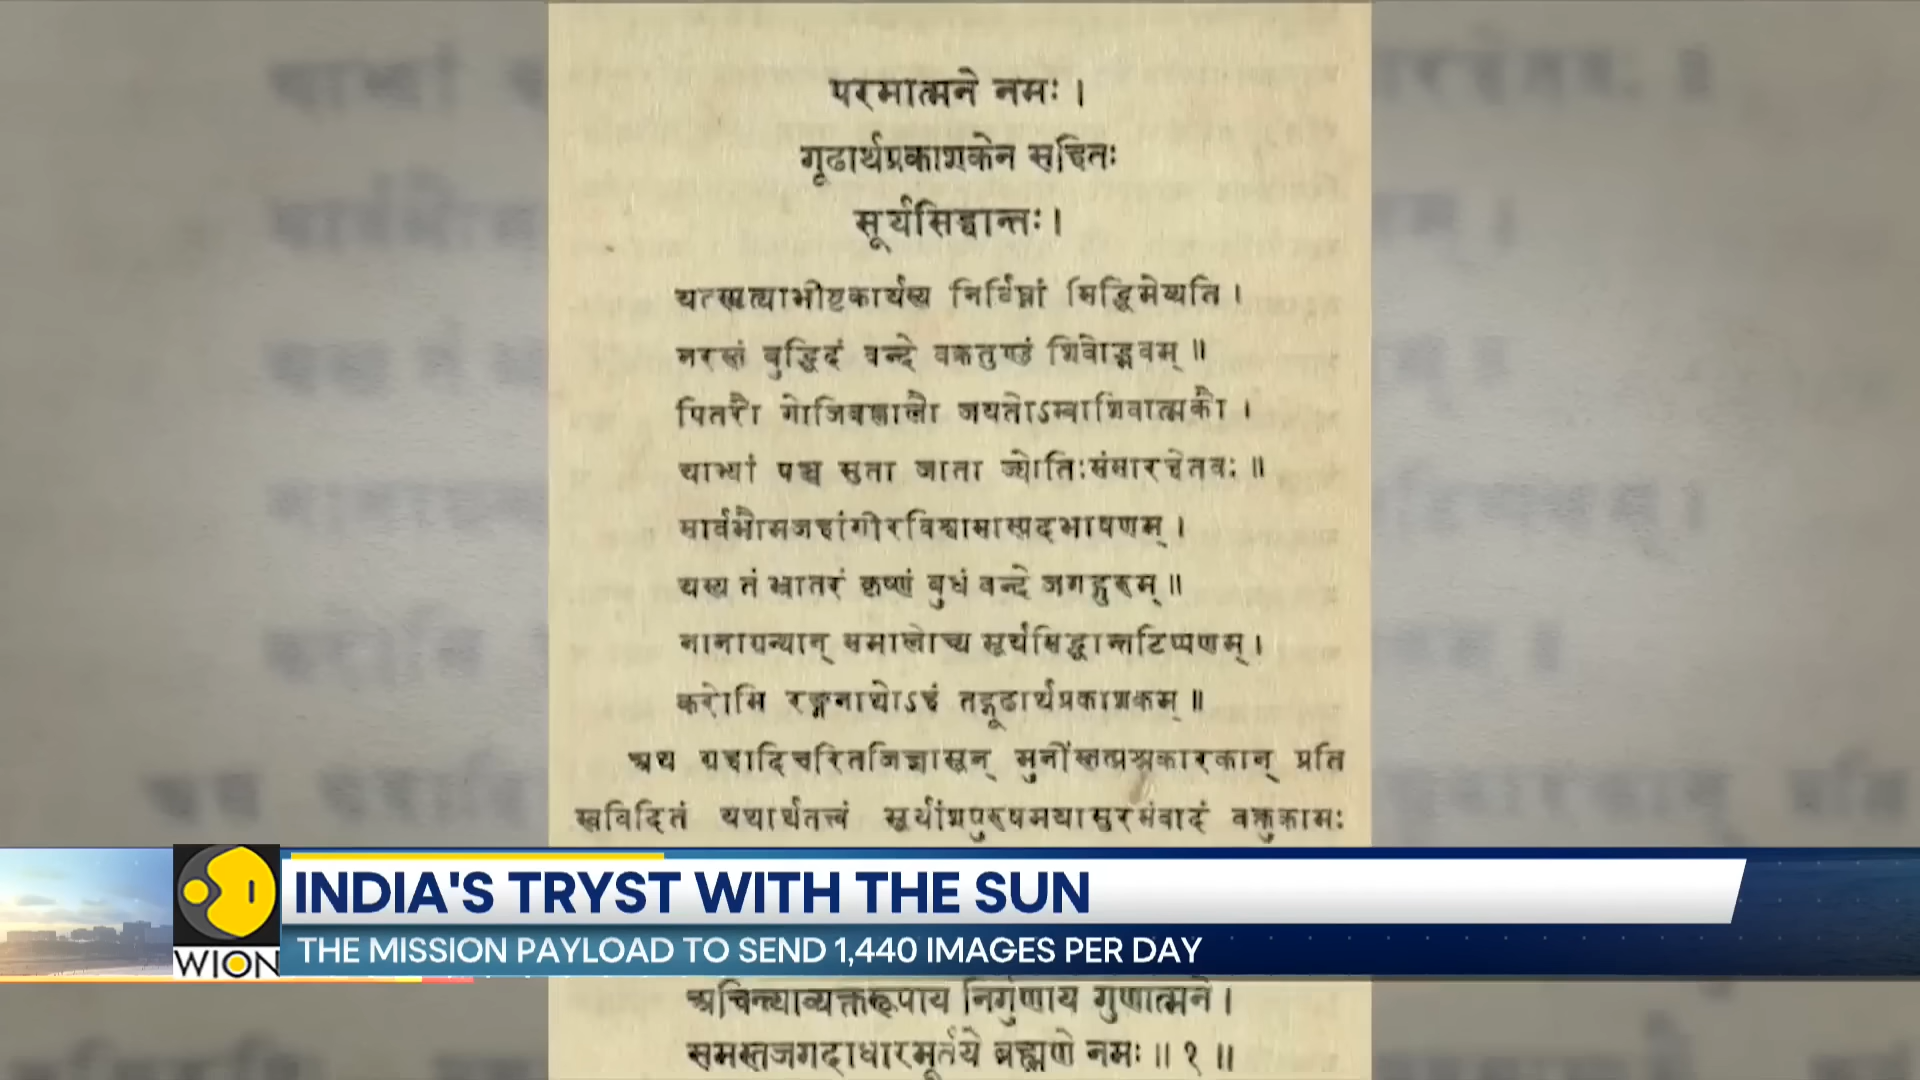 परमात्मने नमः ।
गूढार्थप्रकाशकेन सहितः
सूर्यसिद्धान्तः ।
यत्स्मृत्याभीष्टकार्यस्य निर्विघ्नां सिद्धिमेष्यति ।
नरस्तं बुद्धिदं वन्दे वक्रतुण्डं शिवोद्भवम् ॥
पितरौ गोजिबल्लालौ जयतोऽम्बाशिवात्मकौ ।
याभ्यां पञ्च सुता जाता ज्योतिःसंसारहेतवः ॥
सार्वभौमजहांगीरविश्वासास्पदभाषणम् ।
यस्य तं भ्रातरं कृष्णं बुधं वन्दे जगद्गुरुम् ॥
नानाग्रन्थान् समालोच्य सूर्यसिद्धान्तटिप्पणम् ।
करोमि रङ्गनाथोऽहं तद्गूढार्थप्रकाशकम् ॥
अथ ग्रहादिचरितजिज्ञासून् मुनींस्तत्प्रश्नकारकान् प्रति
स्वविदितं यथार्थतत्त्वं सूर्यांशपुरुषमयासुरसंवादं वक्तुकामः
INDIA'S TRYST WITH THE SUN
THE MISSION PAYLOAD TO SEND 1,440 IMAGES PER DAY
WION
अचिन्त्याव्यक्तरूपाय निर्गुणाय गुणात्मने ।
समस्तजगदाधारमूर्तये ब्रह्मणे नमः ॥ १ ॥